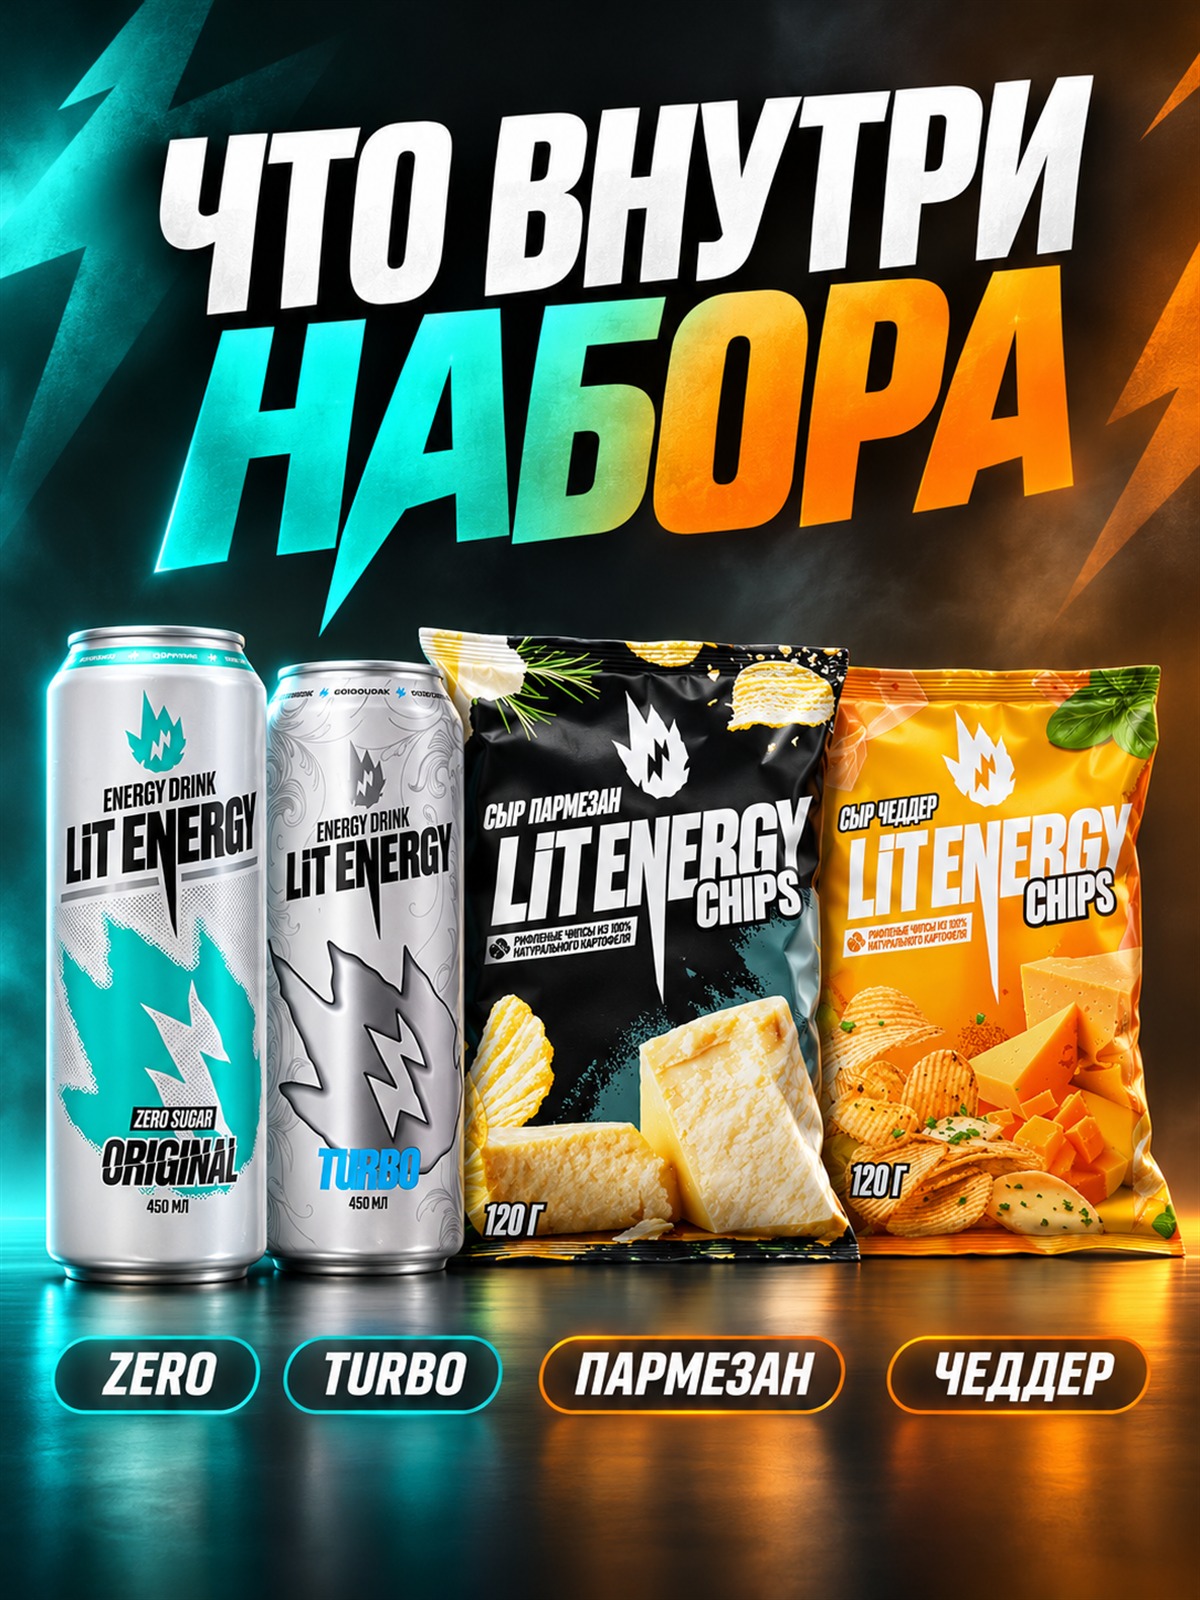 ЧТО ВНУТРИ
НАБОРА
ENERGY DRINK
LIT ENERGY
ZERO SUGAR
ORIGINAL
450 МЛ
ENERGY DRINK
LIT ENERGY
TURBO
450 МЛ
СЫР ПАРМЕЗАН
LIT ENERGY
CHIPS
РИФЛЕНЫЕ ЧИПСЫ ИЗ 100%
НАТУРАЛЬНОГО КАРТОФЕЛЯ
120 Г
СЫР ЧЕДДЕР
LIT ENERGY
CHIPS
РИФЛЕНЫЕ ЧИПСЫ ИЗ 100%
НАТУРАЛЬНОГО КАРТОФЕЛЯ
120 Г
ZERO
TURBO
ПАРМЕЗАН
ЧЕДДЕР